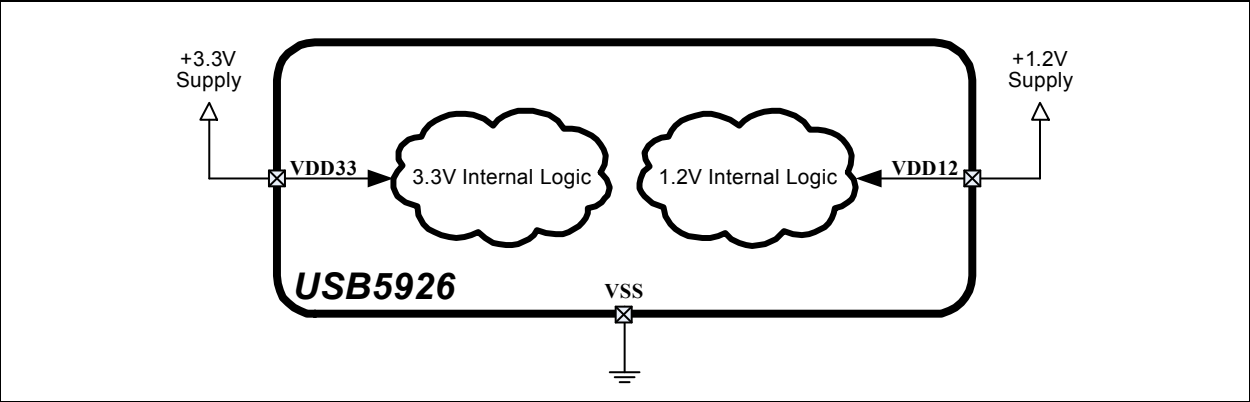 +3.3V
Supply
+1.2V
Supply
VDD33
3.3V Internal Logic
1.2V Internal Logic
VDD12
USB5926
VSS